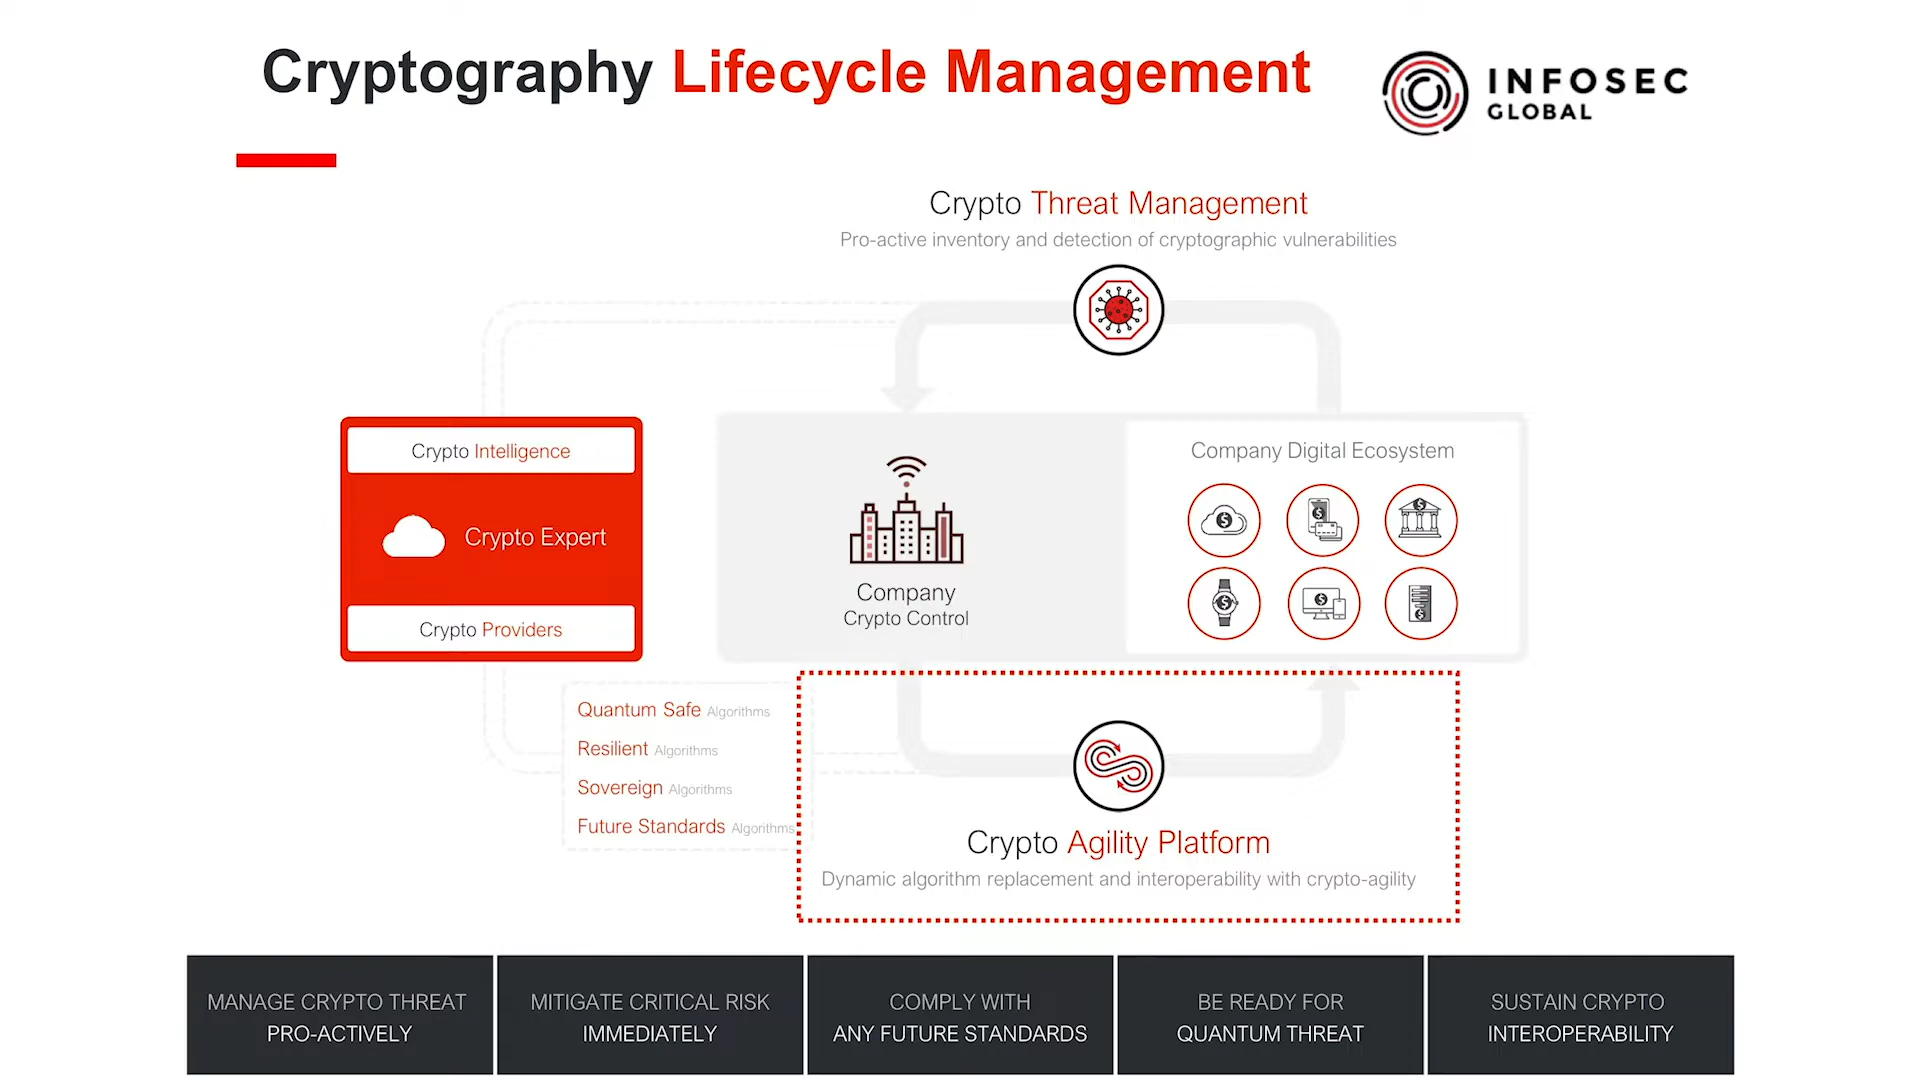 Cryptography Lifecycle Management
INFOSEC
GLOBAL
Crypto Threat Management
Pro-active inventory and detection of cryptographic vulnerabilities
Crypto Intelligence
Crypto Expert
Crypto Providers
Company
Crypto Control
Company Digital Ecosystem
Quantum Safe Algorithms
Resilient Algorithms
Sovereign Algorithms
Future Standards Algorithms
Crypto Agility Platform
Dynamic algorithm replacement and interoperability with crypto-agility
MANAGE CRYPTO THREAT
PRO-ACTIVELY
MITIGATE CRITICAL RISK
IMMEDIATELY
COMPLY WITH
ANY FUTURE STANDARDS
BE READY FOR
QUANTUM THREAT
SUSTAIN CRYPTO
INTEROPERABILITY